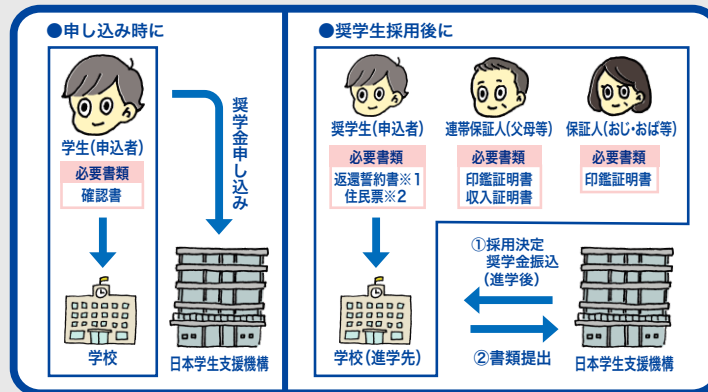 ●申し込み時に
学生(申込者)
必要書類
確認書
学校
奨学金申し込み
日本学生支援機構
●奨学生採用後に
奨学生(申込者)
必要書類
返還誓約書※1
住民票※2
連帯保証人(父母等)
必要書類
印鑑証明書
収入証明書
保証人(おじ・おば等)
必要書類
印鑑証明書
①採用決定
奨学金振込
(進学後)
②書類提出
学校(進学先)
日本学生支援機構